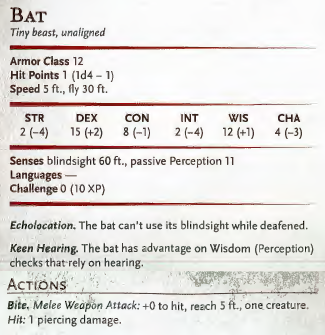 BAT
Tiny beast, unaligned
Armor Class 12
Hit Points 1 (1d4 – 1)
Speed 5 ft., fly 30 ft.
STR DEX CON INT WIS CHA
2 (–4) 15 (+2) 8 (–1) 2 (–4) 12 (+1) 4 (–3)
Senses blindsight 60 ft., passive Perception 11
Languages —
Challenge 0 (10 XP)
Echolocation. The bat can't use its blindsight while deafened.
Keen Hearing. The bat has advantage on Wisdom (Perception)
checks that rely on hearing.
ACTIONS
Bite. Melee Weapon Attack: +0 to hit, reach 5 ft., one creature.
Hit: 1 piercing damage.